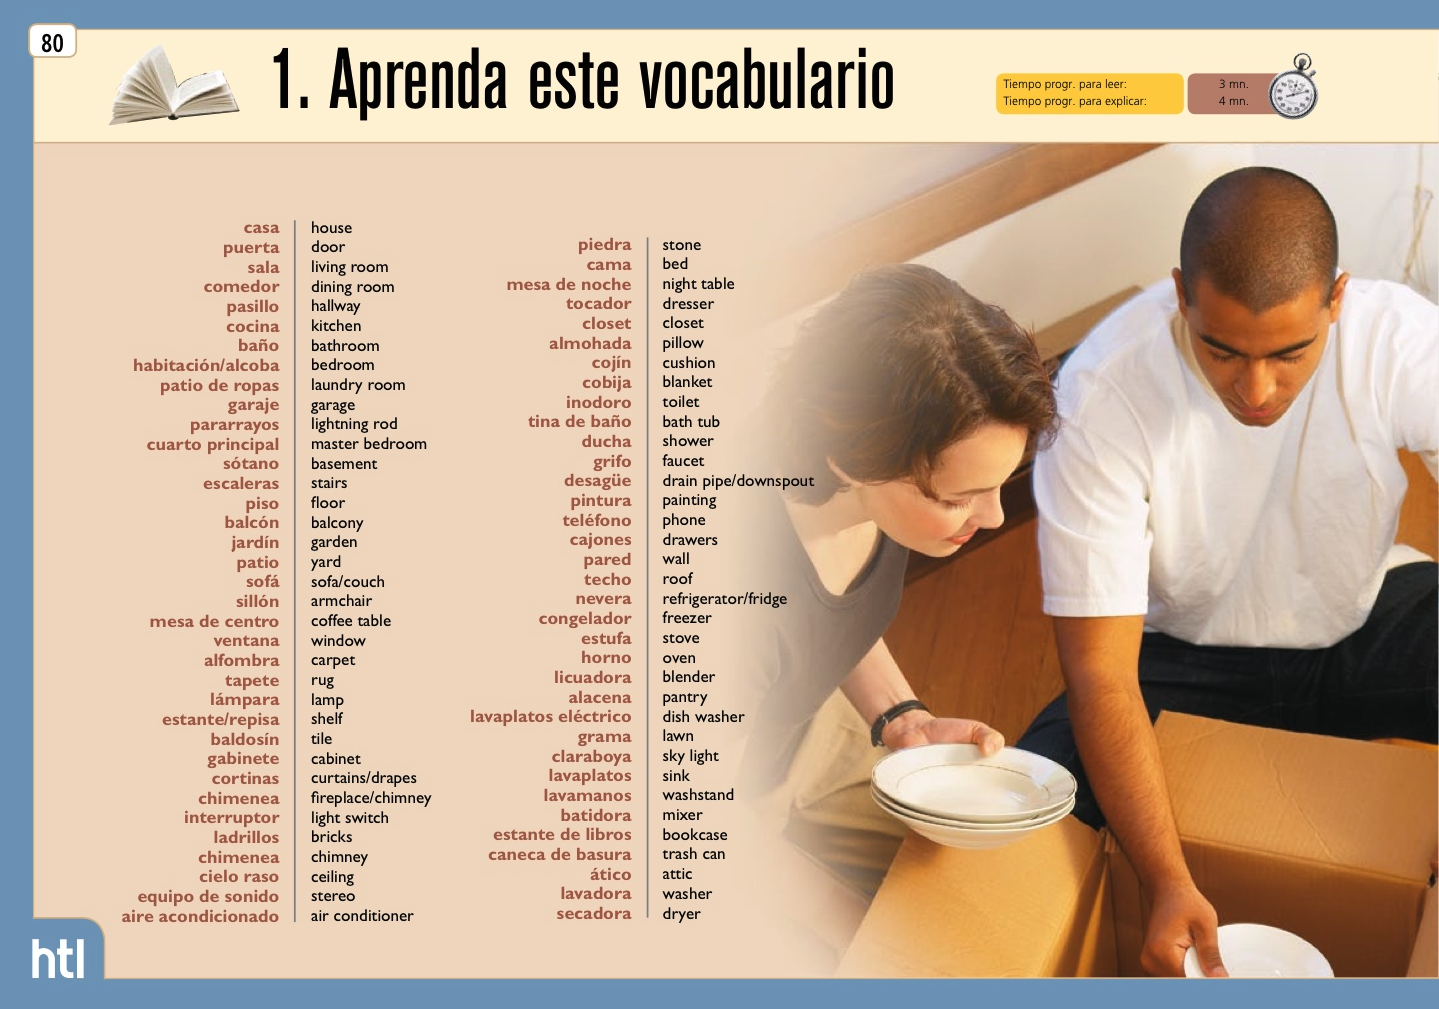 80
1. Aprenda este vocabulario
Tiempo progr. para leer: 3 mn.
Tiempo progr. para explicar: 4 mn.
casa house
puerta door
sala living room
comedor dining room
pasillo hallway
cocina kitchen
baño bathroom
habitación/alcoba bedroom
patio de ropas laundry room
garaje garage
pararrayos lightning rod
cuarto principal master bedroom
sótano basement
escaleras stairs
piso floor
balcón balcony
jardín garden
patio yard
sofá sofa/couch
sillón armchair
mesa de centro coffee table
ventana window
alfombra carpet
tapete rug
lámpara lamp
estante/repisa shelf
baldosín tile
gabinete cabinet
cortinas curtains/drapes
chimenea fireplace/chimney
interruptor light switch
ladrillos bricks
chimenea chimney
cielo raso ceiling
equipo de sonido stereo
aire acondicionado air conditioner
piedra stone
cama bed
mesa de noche night table
tocador dresser
closet closet
almohada pillow
cojín cushion
cobija blanket
inodoro toilet
tina de baño bath tub
ducha shower
grifo faucet
desagüe drain pipe/downspout
pintura painting
teléfono phone
cajones drawers
pared wall
techo roof
nevera refrigerator/fridge
congelador freezer
estufa stove
horno oven
licuadora blender
alacena pantry
lavaplatos eléctrico dish washer
grama lawn
claraboya sky light
lavaplatos sink
lavamanos washstand
batidora mixer
estante de libros bookcase
caneca de basura trash can
ático attic
lavadora washer
secadora dryer
htl